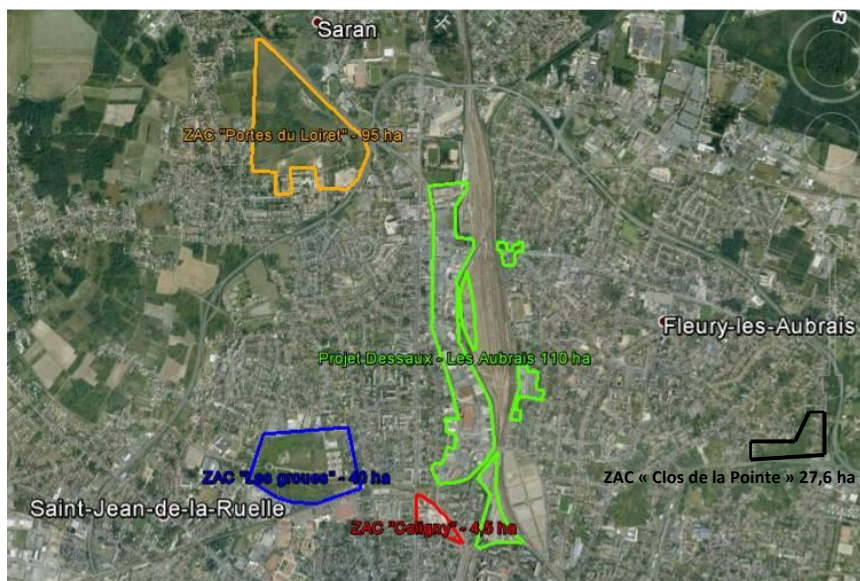 N
Saran
ZAC "Portes du Loiret" - 95 ha
Fleury-les-Aubrais
Projet Dessaux - Les Aubrais 110 ha
ZAC "Les groues" - 40 ha
ZAC « Clos de la Pointe » 27,6 ha
Saint-Jean-de-la-Ruelle
ZAC "Coligny" - 4,5 ha